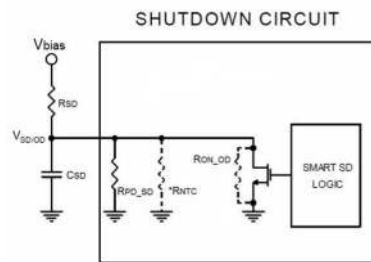 SHUTDOWN CIRCUIT
Vbias
RSD
VSD/OD
CSD
RPD_SD
*RNTC
RON_OD
SMART SD
LOGIC